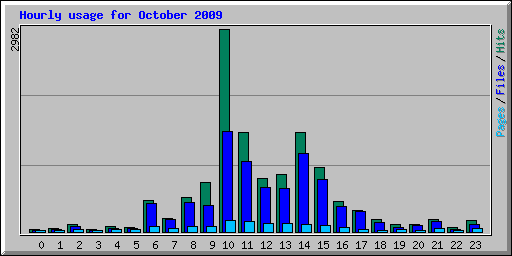 Hourly usage for October 2009
2982
Pages / Files / Hits
0 1 2 3 4 5 6 7 8 9 10 11 12 13 14 15 16 17 18 19 20 21 22 23